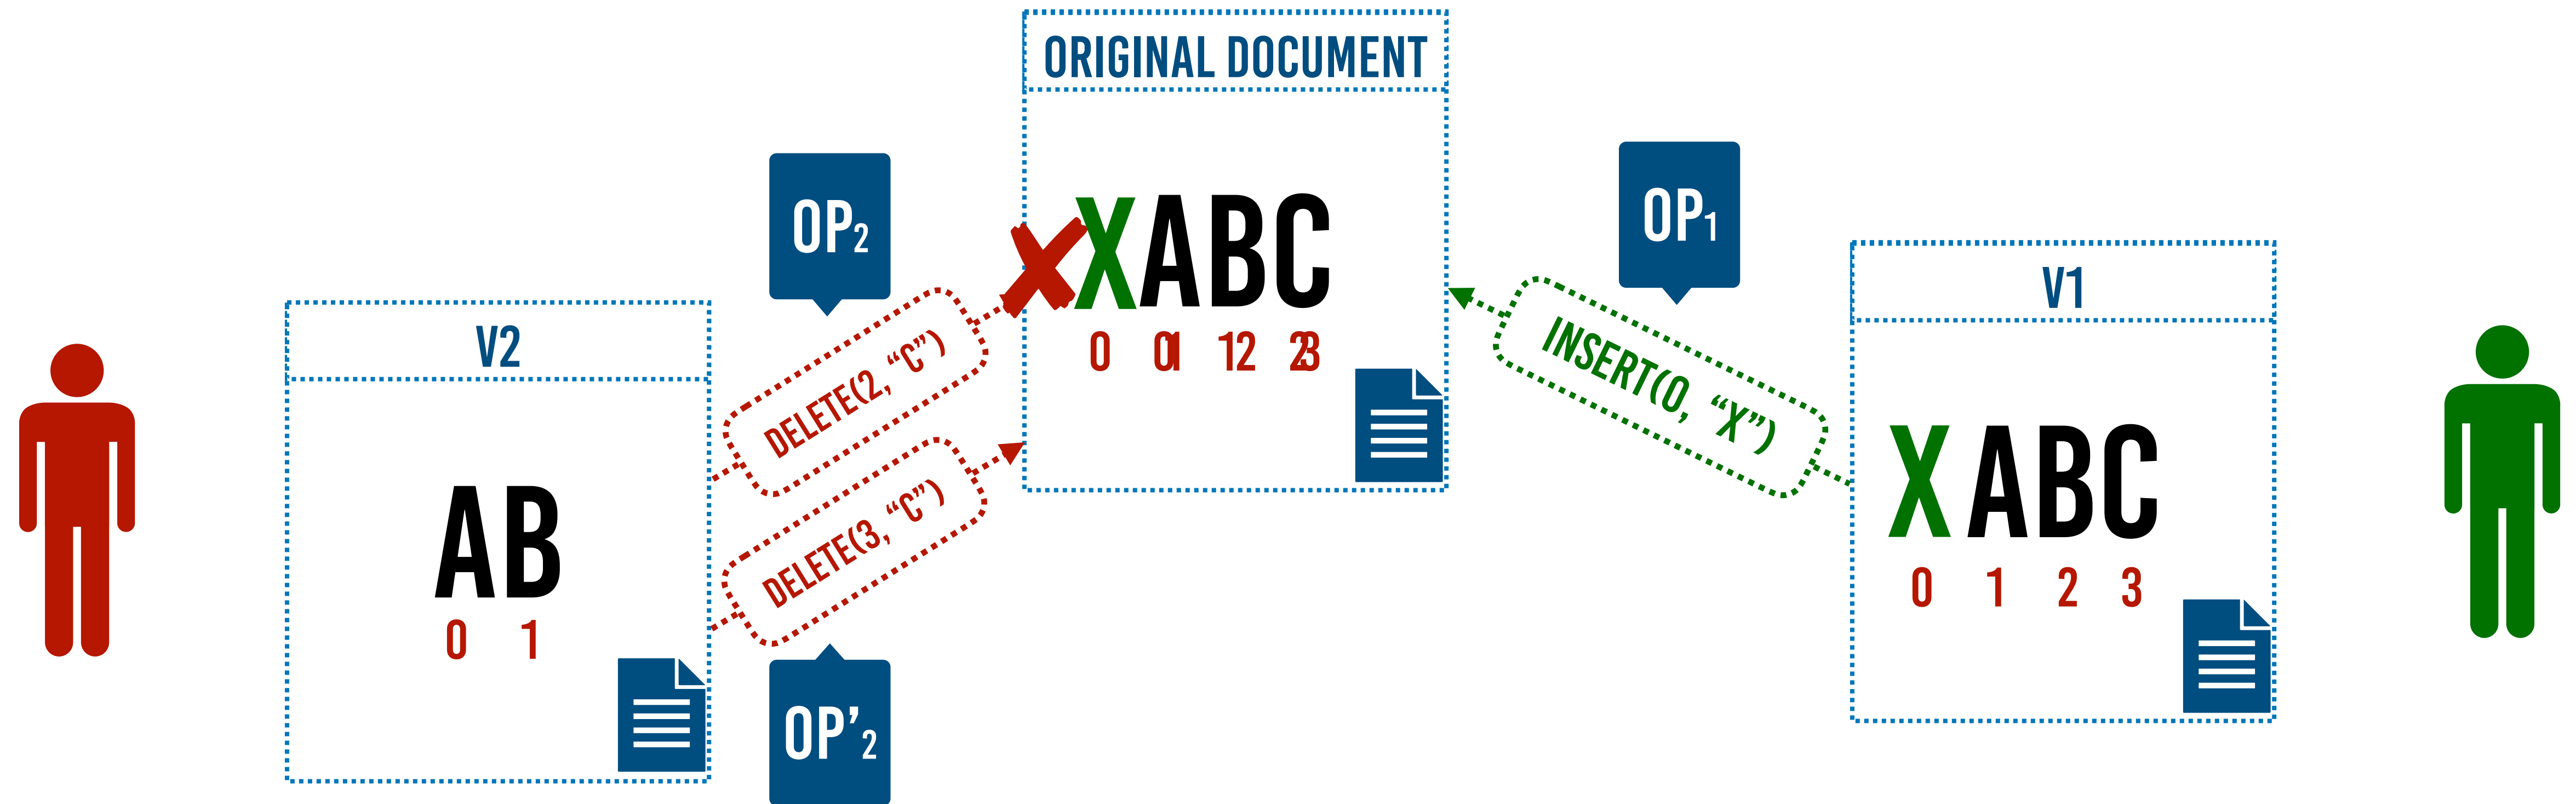 ORIGINAL DOCUMENT
XABC
0 01 12 23
OP2
DELETE(2, “C”)
DELETE(3, “C”)
OP’2
V2
AB
0 1
OP1
INSERT(0, “X”)
V1
XABC
0 1 2 3